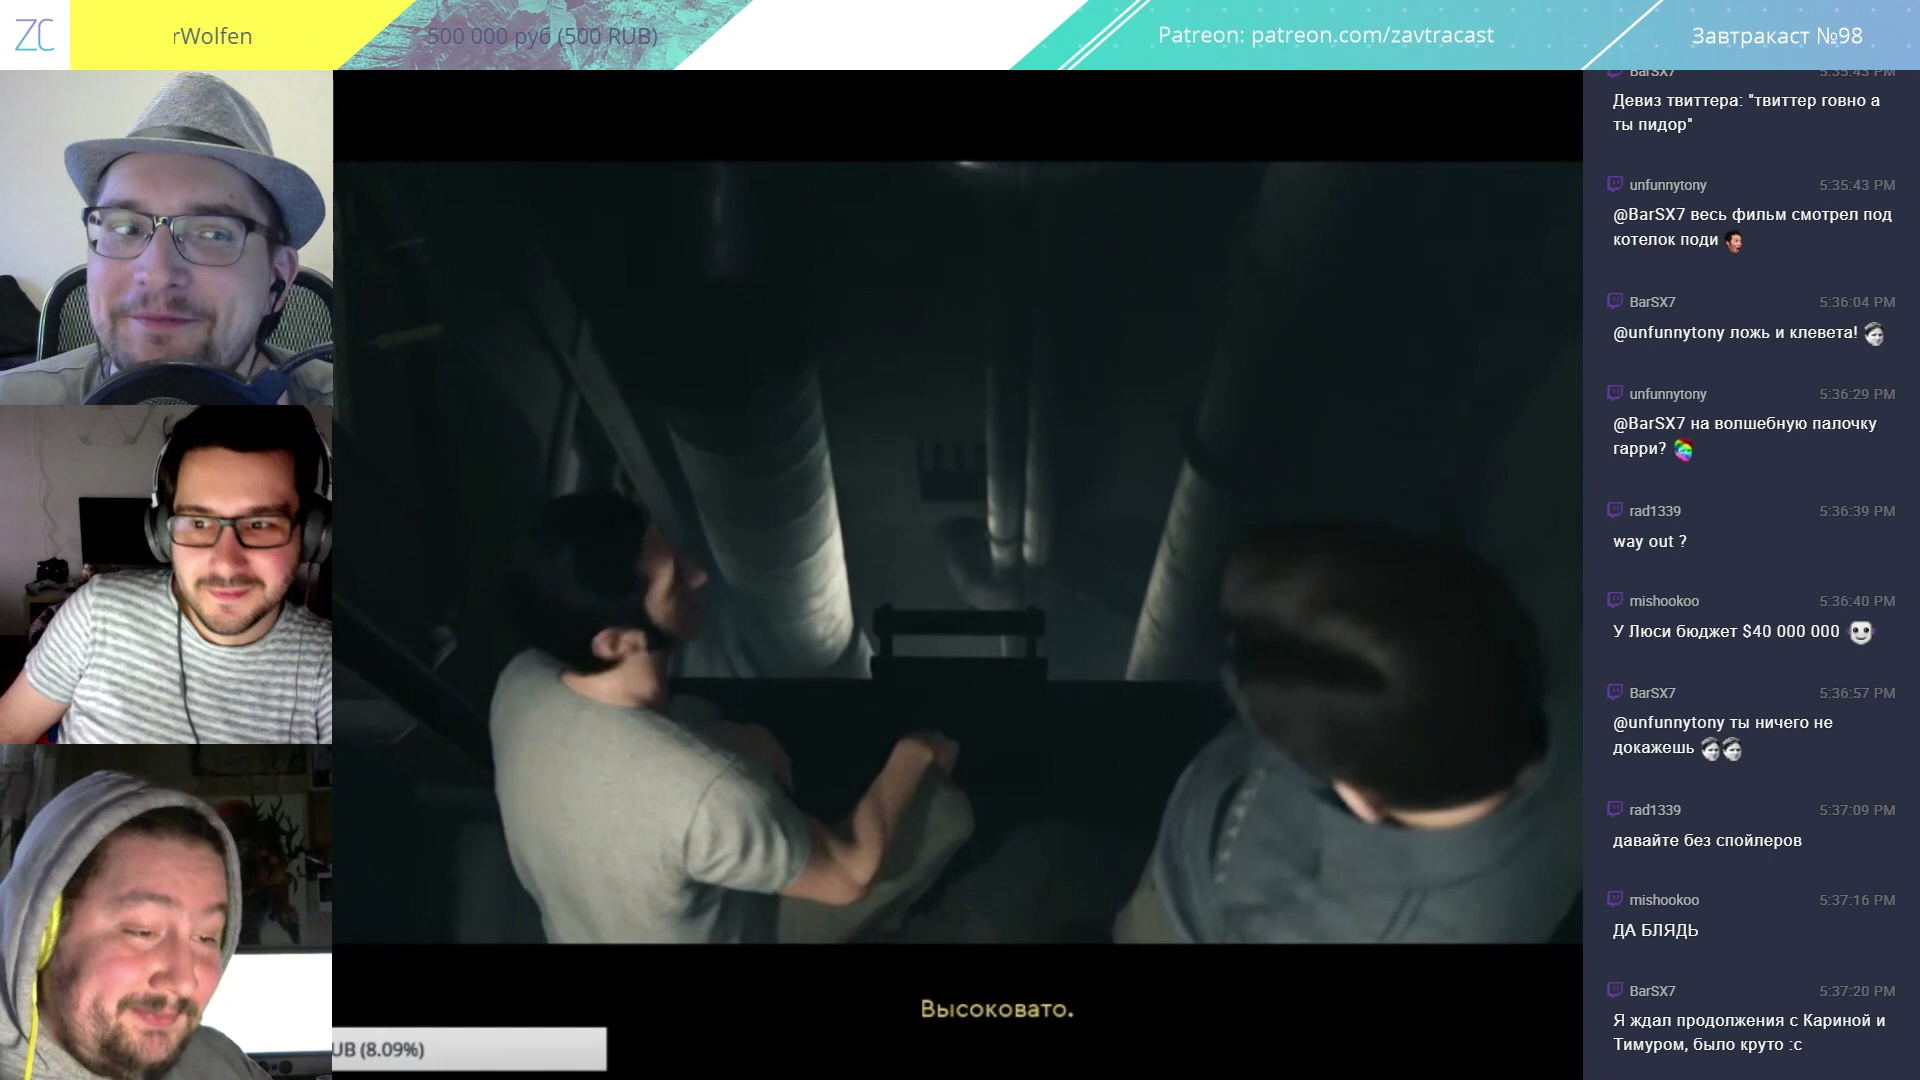 ZC
rWolfen
500 000 руб (500 RUB)
Patreon: patreon.com/zavtracast
Завтракаст №98
BarSX7 5:35:43 PM
Девиз твиттера: "твиттер говно а
ты пидор"
unfunnytony 5:35:43 PM
@BarSX7 весь фильм смотрел под
котелок поди
BarSX7 5:36:04 PM
@unfunnytony ложь и клевета!
unfunnytony 5:36:29 PM
@BarSX7 на волшебную палочку
гарри?
rad1339 5:36:39 PM
way out ?
mishookoo 5:36:40 PM
У Люси бюджет $40 000 000
BarSX7 5:36:57 PM
@unfunnytony ты ничего не
докажешь
rad1339 5:37:09 PM
давайте без спойлеров
mishookoo 5:37:16 PM
ДА БЛЯДЬ
BarSX7 5:37:20 PM
Я ждал продолжения с Кариной и
Тимуром, было круто :с
Высоковато.
UB (8.09%)